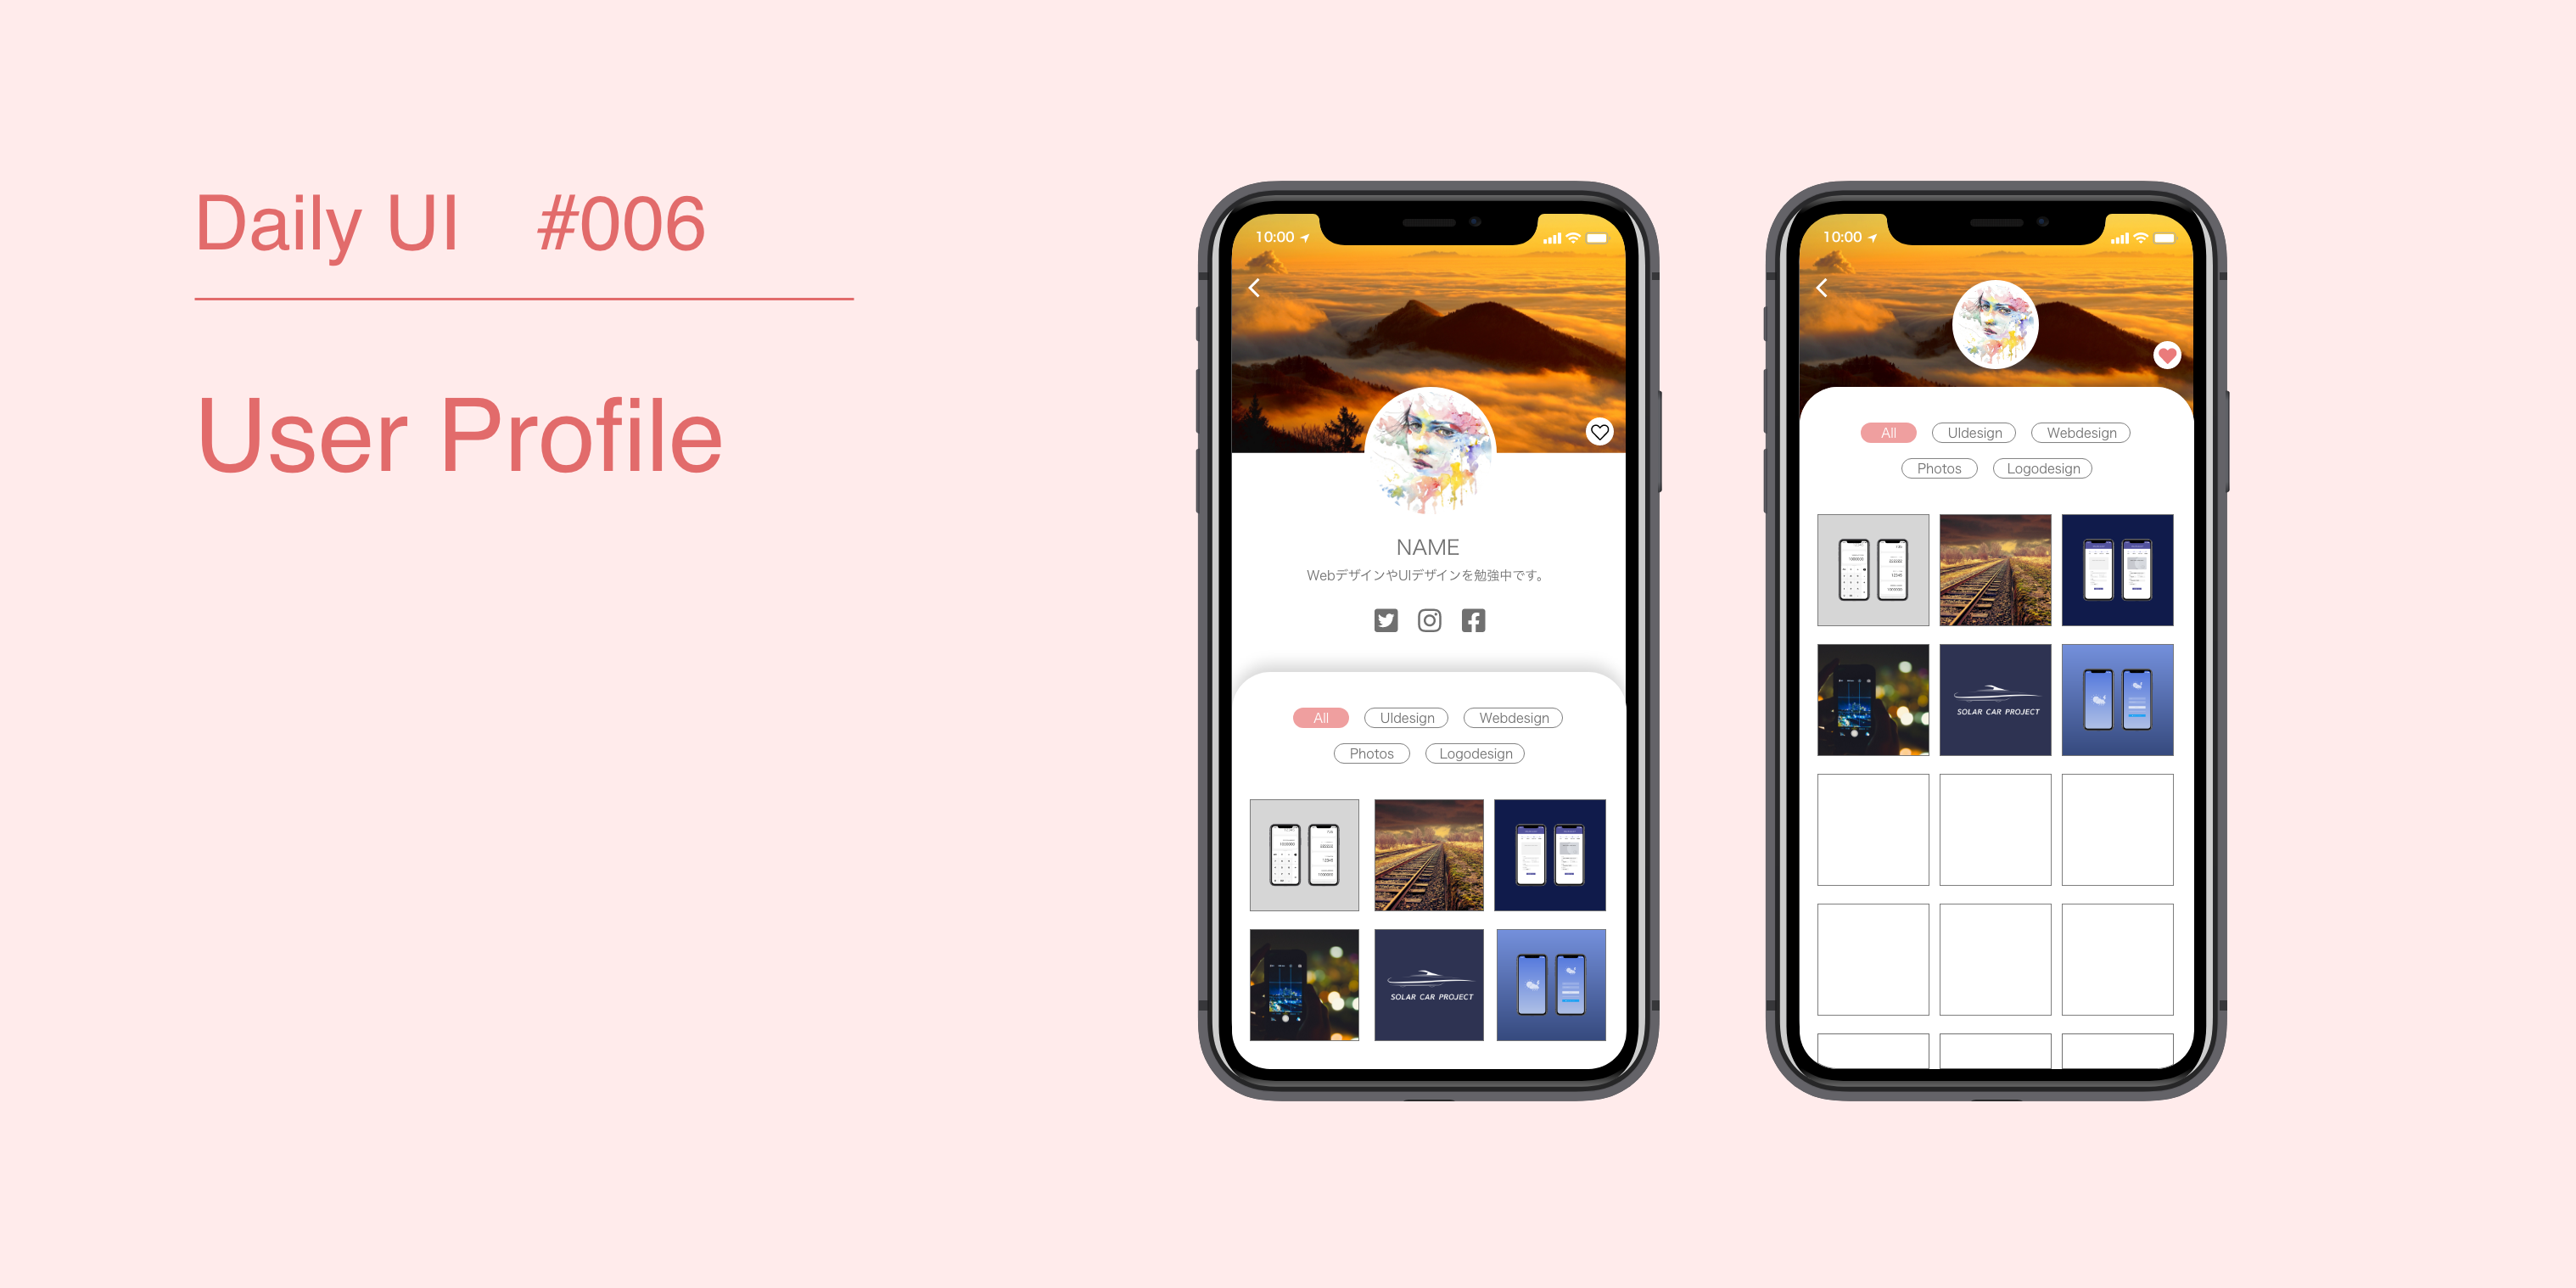 Daily UI #006
User Profile
10:00
NAME
WebデザインやUIデザインを勉強中です。
All UIdesign Webdesign
Photos Logodesign
SOLAR CAR PROJECT
10:00
All UIdesign Webdesign
Photos Logodesign
SOLAR CAR PROJECT